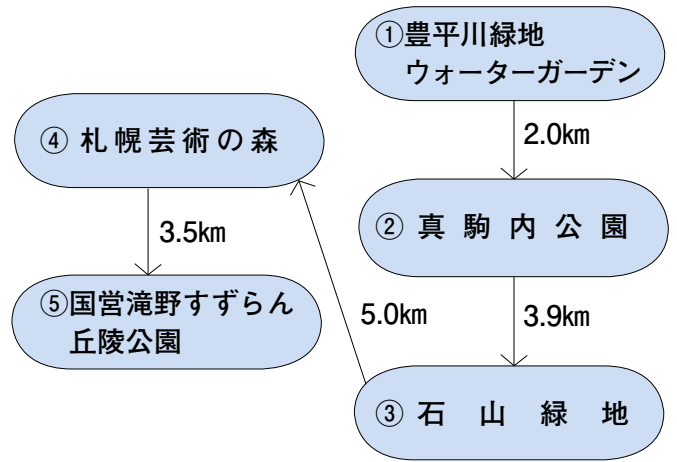 ①豊平川緑地
ウォーターガーデン
2.0㎞
②真駒内公園
3.9㎞
③石山緑地
5.0㎞
④札幌芸術の森
3.5㎞
⑤国営滝野すずらん
丘陵公園